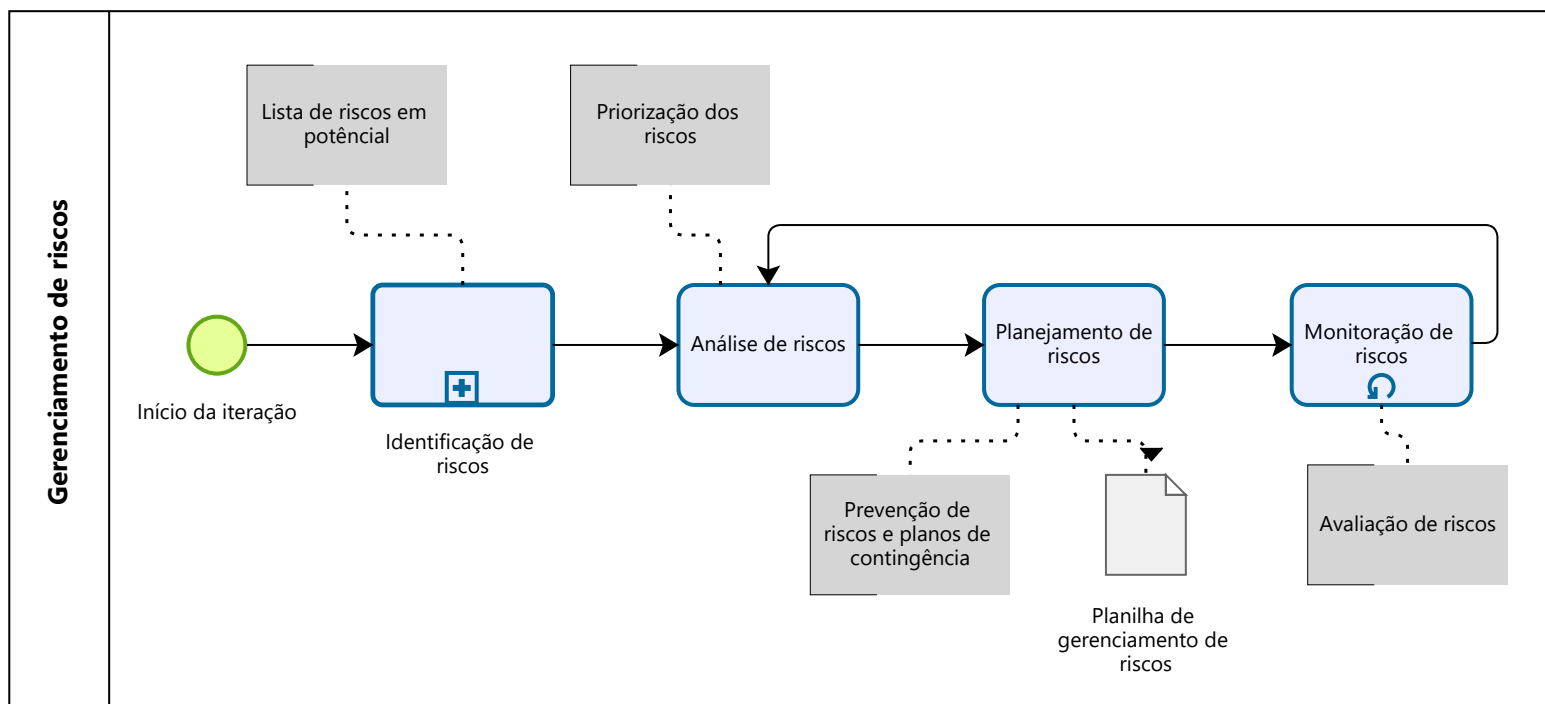 Gerenciamento de riscos
Lista de riscos em
potêncial
Priorização dos
riscos
Início da iteração
Identificação de
riscos
Análise de riscos
Planejamento de
riscos
Monitoração de
riscos
Prevenção de
riscos e planos de
contingência
Planilha de
gerenciamento de
riscos
Avaliação de riscos